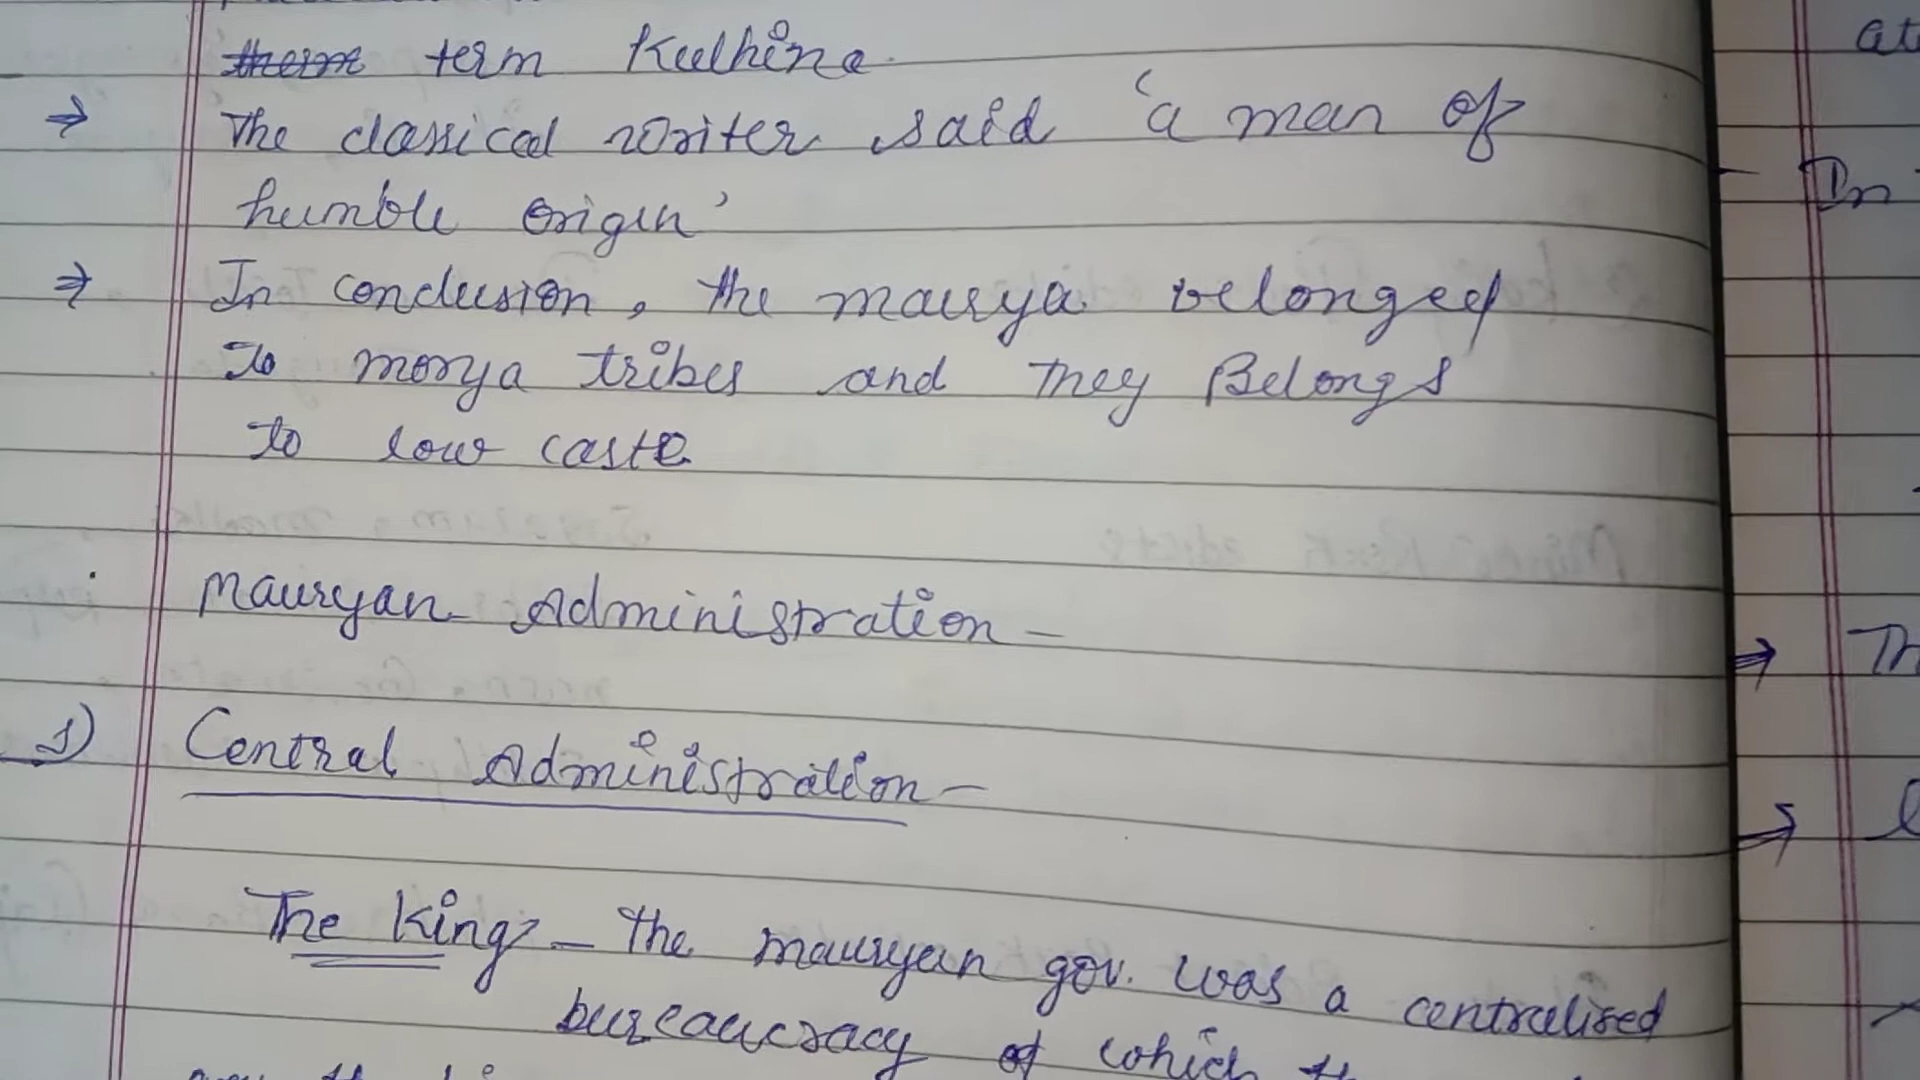 term Kulhina
→ The classical writer said 'a man of
humble origin'
→ In conclusion, the maurya belonged
to morya tribes and they Belongs
to low caste
Mauryan Administration -
1) Central Administration -
The King - the mauryan gov. was a centralised
bureaucracy of which
at
In
→
→